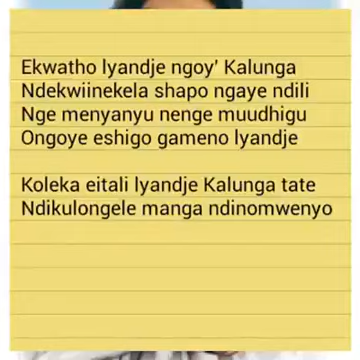 Ekwatho lyandje ngoy' Kalunga
Ndekwiinekela shapo ngaye ndili
Nge menyanyu nenge muudhigu
Ongoye eshigo gameno lyandje
Koleka eitali lyandje Kalunga tate
Ndikulongele manga ndinomwenyo